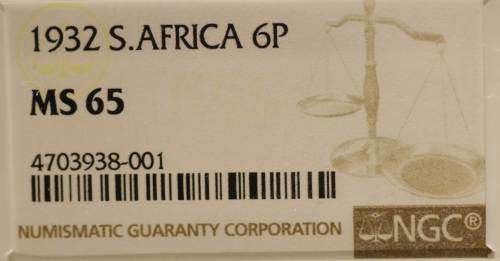 1932 S.AFRICA 6P
MS 65
4703938-001
NUMISMATIC GUARANTY CORPORATION
NGC®